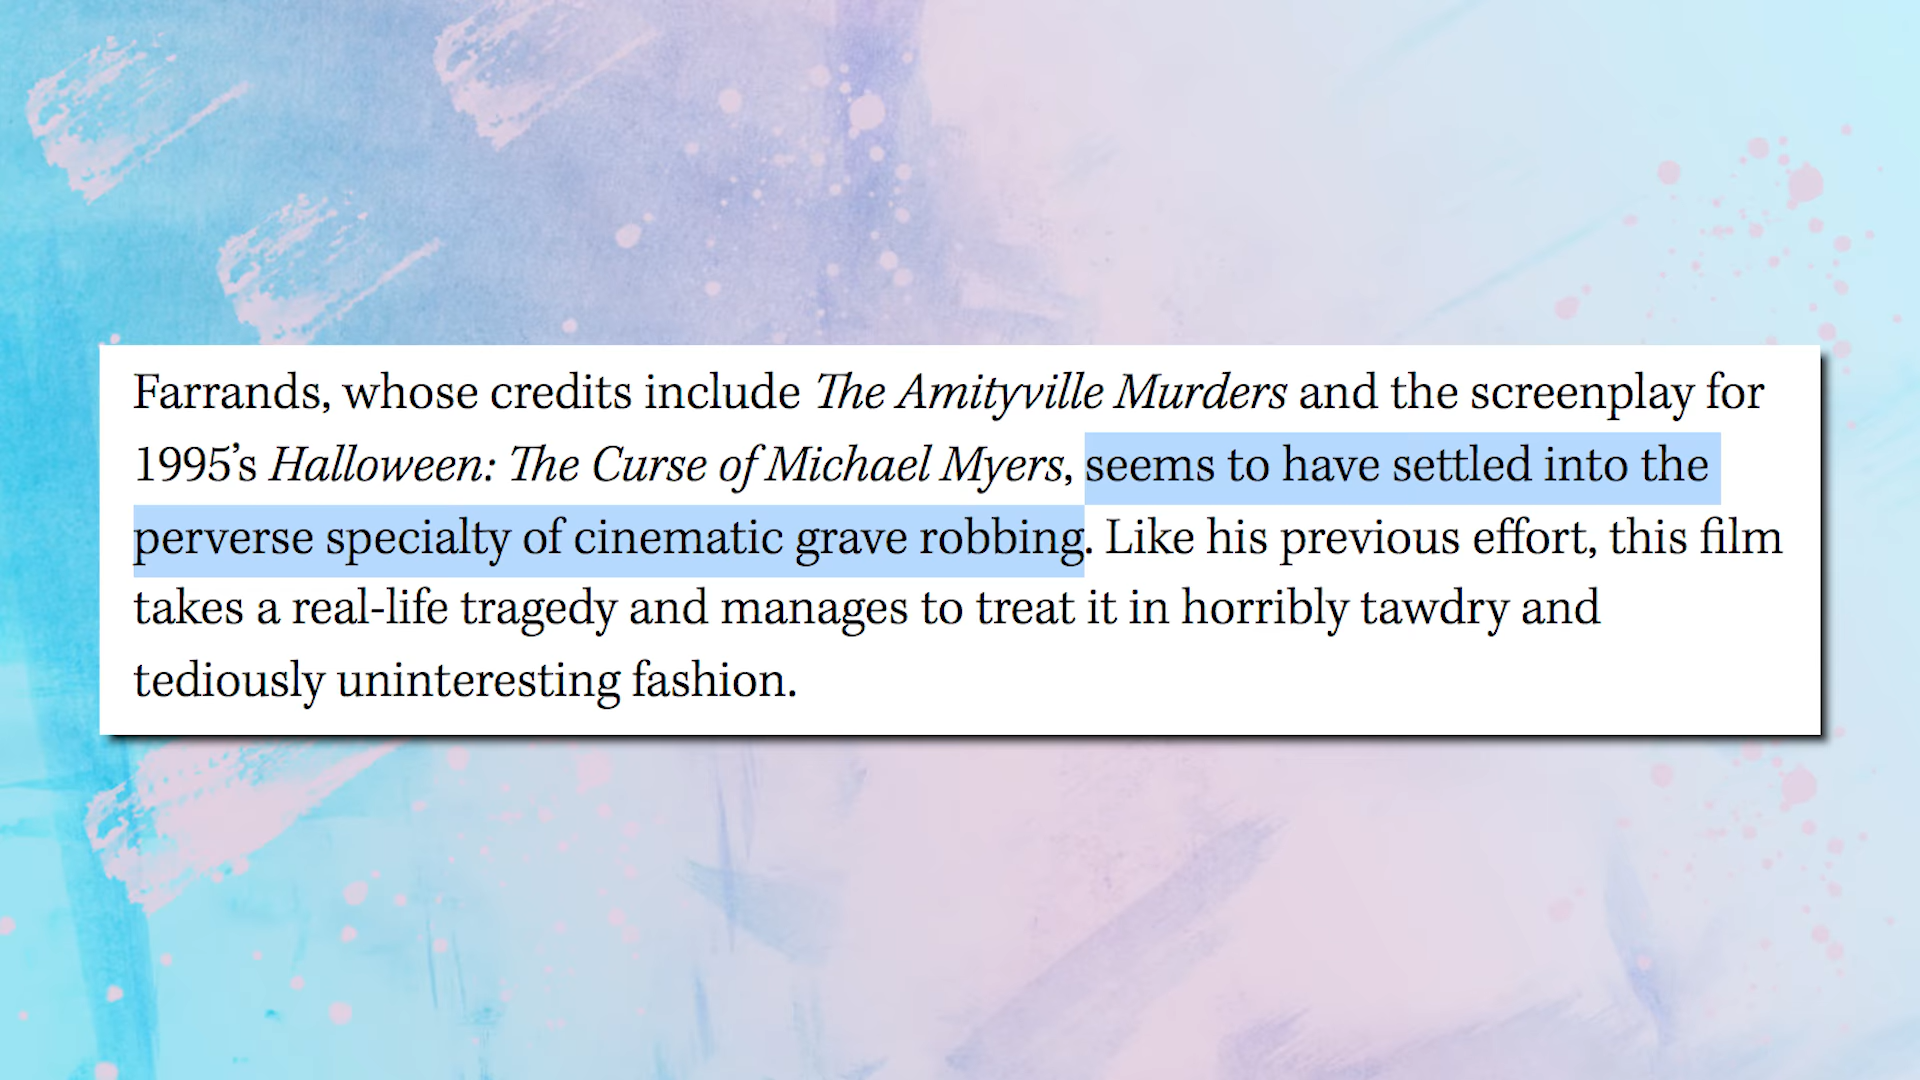 Farrands, whose credits include The Amityville Murders and the screenplay for
1995’s Halloween: The Curse of Michael Myers, seems to have settled into the
perverse specialty of cinematic grave robbing. Like his previous effort, this film
takes a real-life tragedy and manages to treat it in horribly tawdry and
tediously uninteresting fashion.